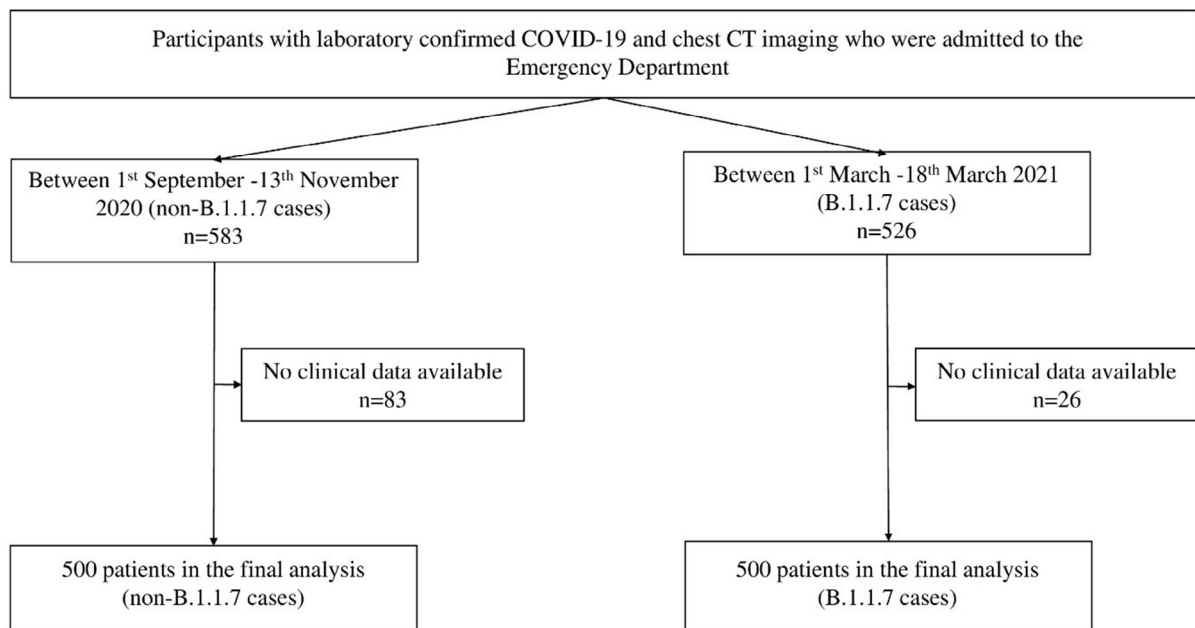 Participants with laboratory confirmed COVID-19 and chest CT imaging who were admitted to the
Emergency Department
Between 1st September -13th November
2020 (non-B.1.1.7 cases)
n=583
Between 1st March -18th March 2021
(B.1.1.7 cases)
n=526
No clinical data available
n=83
No clinical data available
n=26
500 patients in the final analysis
(non-B.1.1.7 cases)
500 patients in the final analysis
(B.1.1.7 cases)